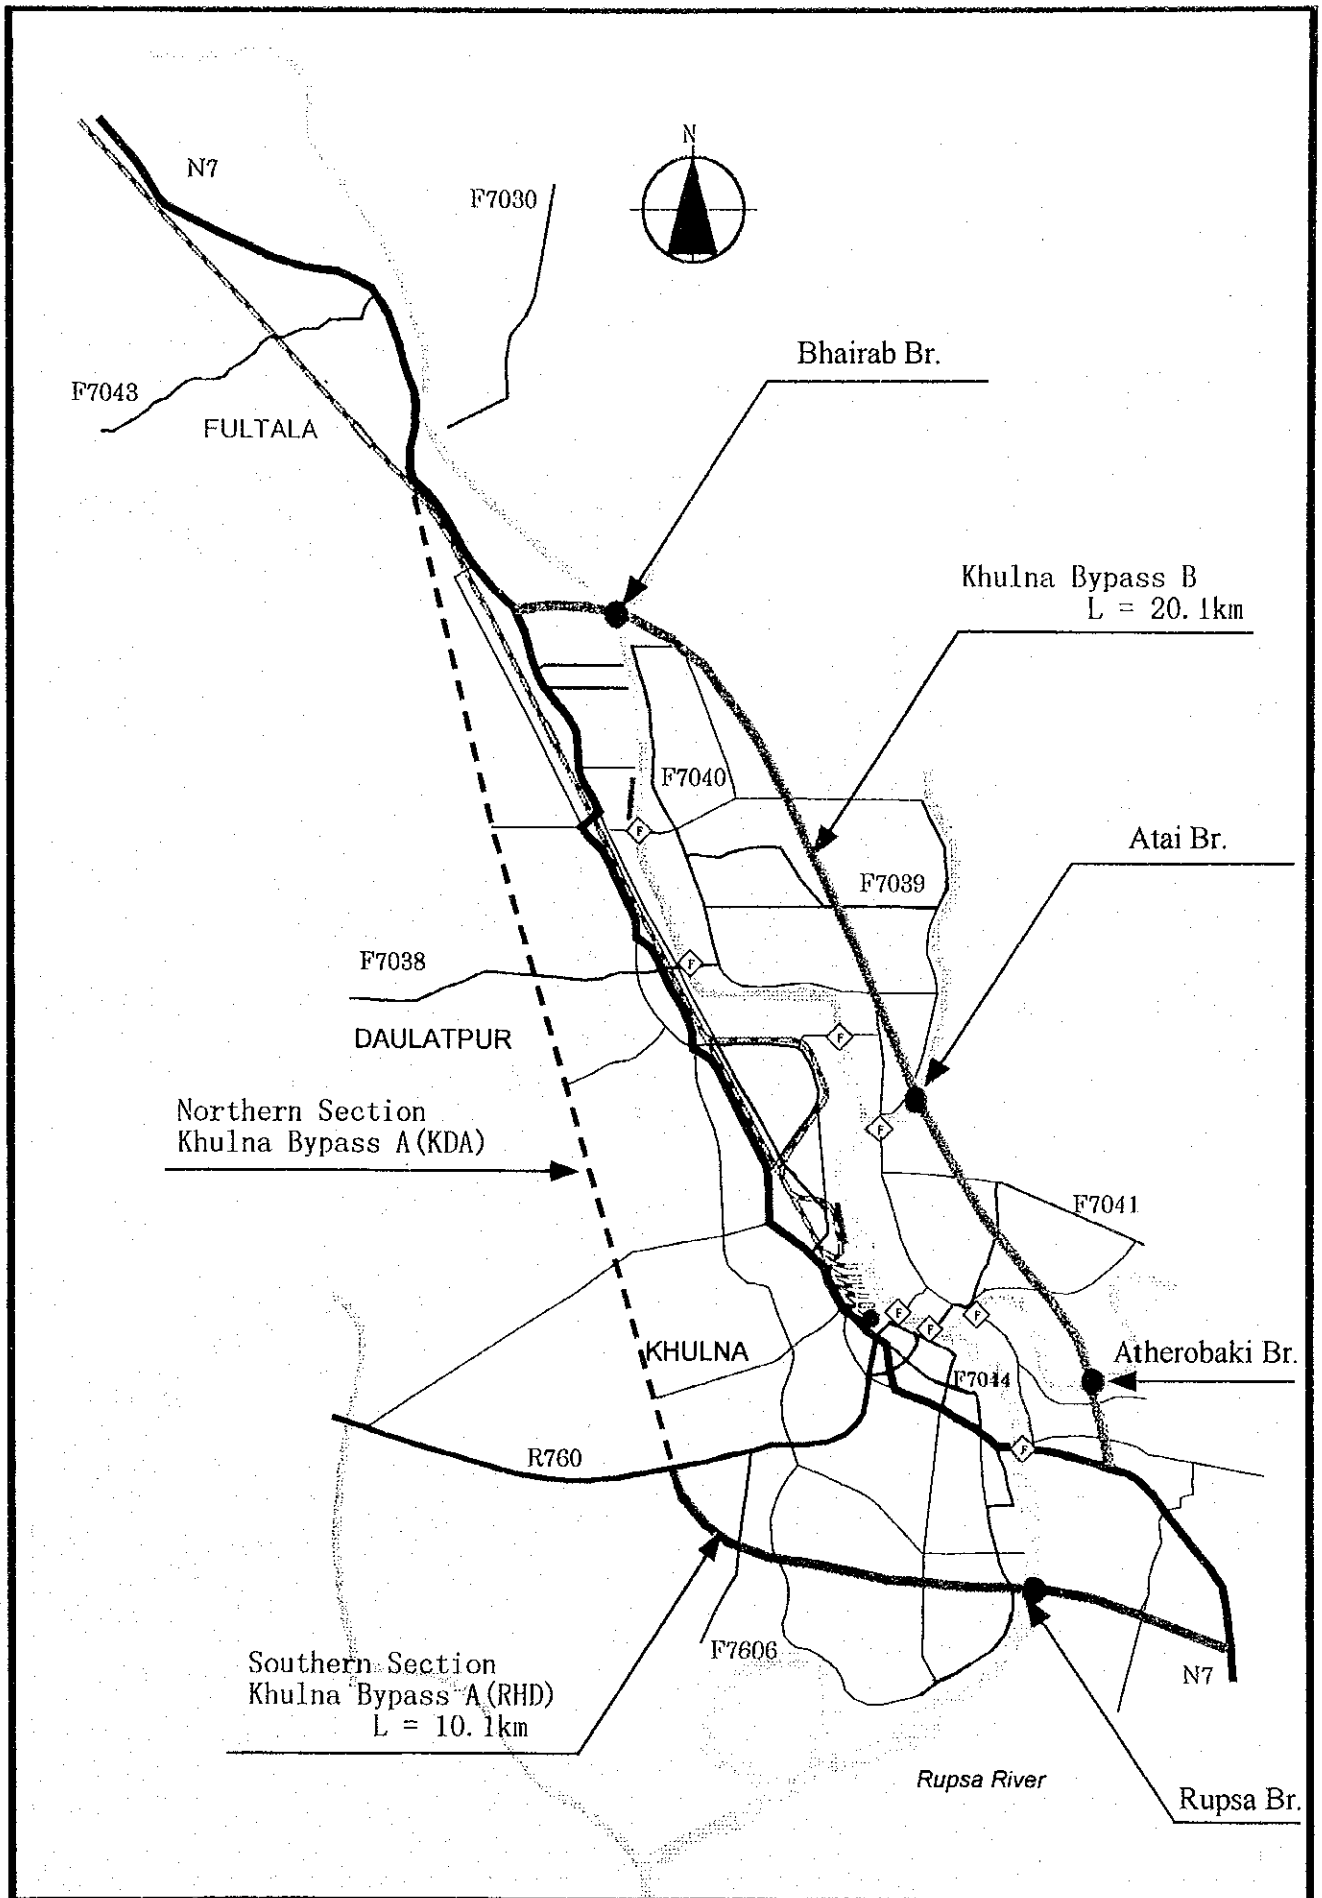 N
N7
F7030
Bhairab Br.
F7043
FULTALA
Khulna Bypass B
L = 20.1km
F7040
F
Atai Br.
F7039
F7038
F
DAULATPUR
F
Northern Section
Khulna Bypass A(KDA)
F
F7041
F
F
F
KHULNA
Atherobaki Br.
F7044
F
R760
F7606
Southern Section
Khulna Bypass A(RHD)
L = 10.1km
N7
Rupsa River
Rupsa Br.